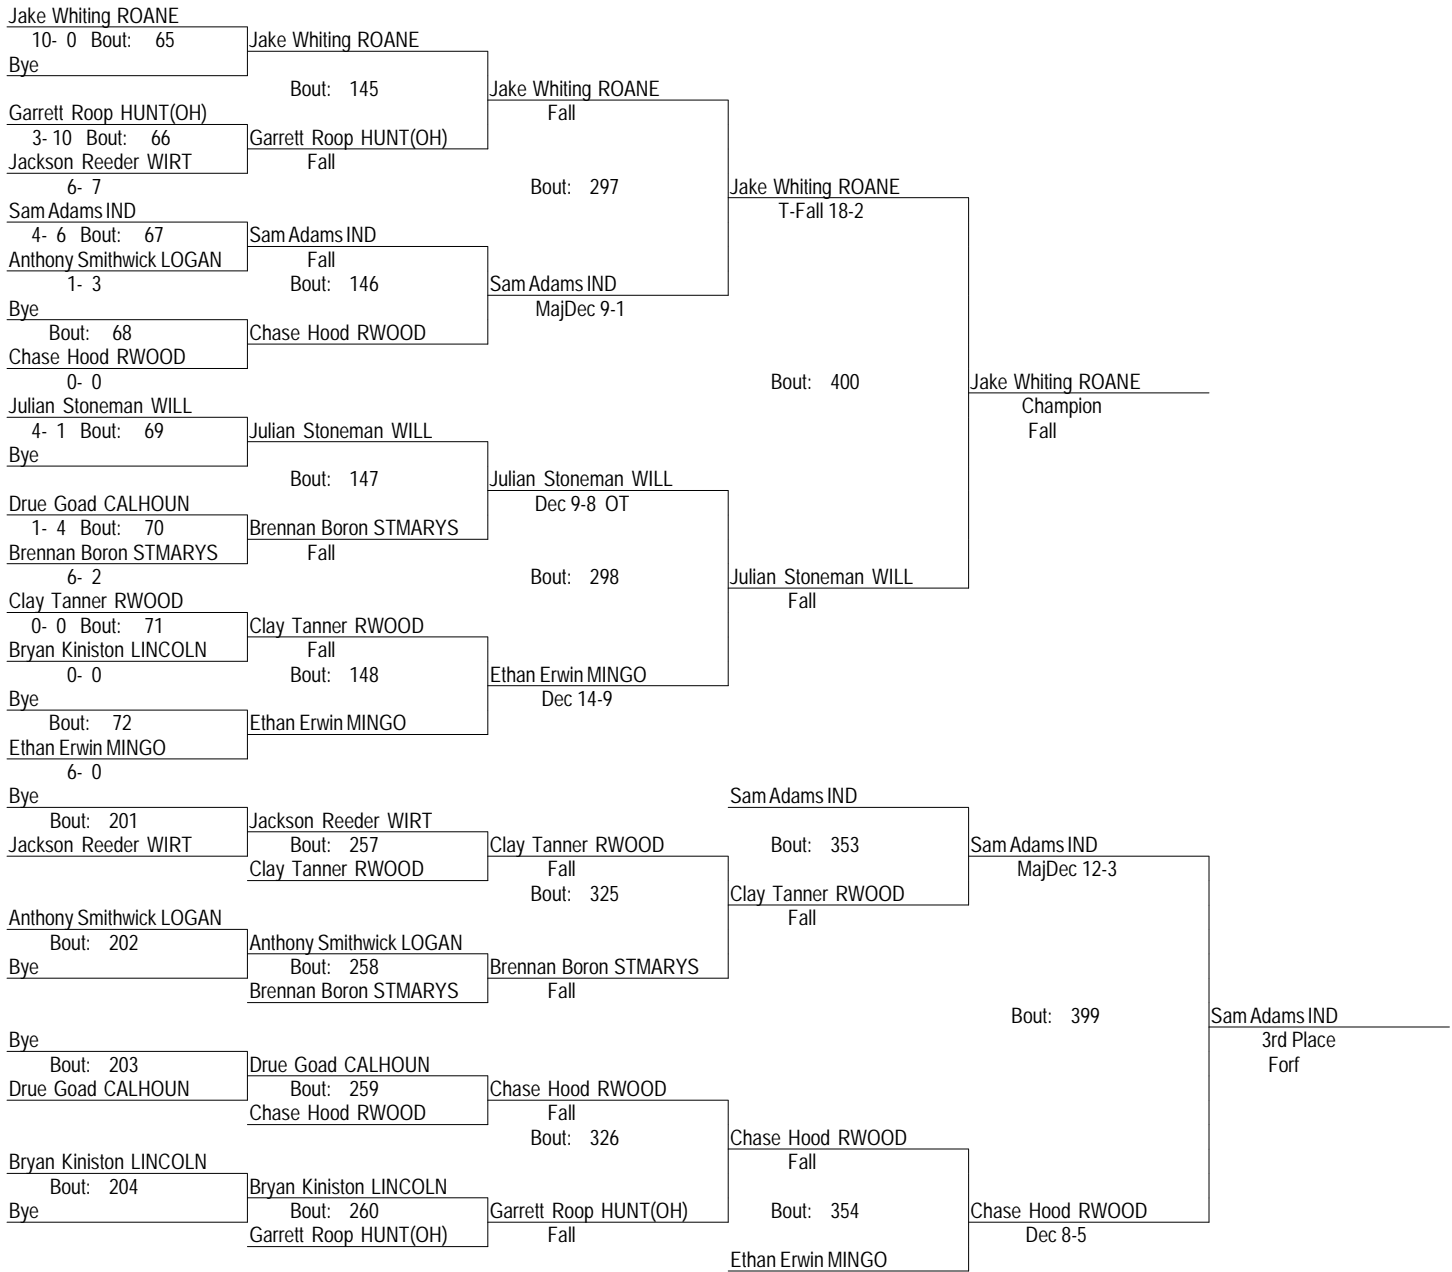 Jake Whiting ROANE
10- 0 Bout: 65
Jake Whiting ROANE
Bye
Bout: 145
Jake Whiting ROANE
Garrett Roop HUNT(OH)
Fall
3- 10 Bout: 66
Garrett Roop HUNT(OH)
Jackson Reeder WIRT
Fall
6- 7
Bout: 297
Jake Whiting ROANE
Sam Adams IND
T-Fall 18-2
4- 6 Bout: 67
Sam Adams IND
Anthony Smithwick LOGAN
Fall
1- 3
Bout: 146
Sam Adams IND
Bye
MajDec 9-1
Bout: 68
Chase Hood RWOOD
Chase Hood RWOOD
0- 0
Bout: 400
Jake Whiting ROANE
Julian Stoneman WILL
Champion
4- 1 Bout: 69
Julian Stoneman WILL
Fall
Bye
Bout: 147
Julian Stoneman WILL
Drue Goad CALHOUN
Dec 9-8 OT
1- 4 Bout: 70
Brennan Boron STMARYS
Brennan Boron STMARYS
Fall
6- 2
Bout: 298
Julian Stoneman WILL
Clay Tanner RWOOD
Fall
0- 0 Bout: 71
Clay Tanner RWOOD
Bryan Kiniston LINCOLN
Fall
0- 0
Bout: 148
Ethan Erwin MINGO
Bye
Dec 14-9
Bout: 72
Ethan Erwin MINGO
Ethan Erwin MINGO
6- 0
Bye
Sam Adams IND
Bout: 201
Jackson Reeder WIRT
Jackson Reeder WIRT
Bout: 257
Clay Tanner RWOOD
Bout: 353
Sam Adams IND
Clay Tanner RWOOD
Fall
MajDec 12-3
Bout: 325
Clay Tanner RWOOD
Anthony Smithwick LOGAN
Fall
Bout: 202
Anthony Smithwick LOGAN
Bye
Bout: 258
Brennan Boron STMARYS
Brennan Boron STMARYS
Fall
Bout: 399
Sam Adams IND
Bye
3rd Place
Bout: 203
Drue Goad CALHOUN
Forf
Drue Goad CALHOUN
Bout: 259
Chase Hood RWOOD
Chase Hood RWOOD
Fall
Bout: 326
Chase Hood RWOOD
Bryan Kiniston LINCOLN
Fall
Bout: 204
Bryan Kiniston LINCOLN
Bye
Bout: 260
Garrett Roop HUNT(OH)
Bout: 354
Chase Hood RWOOD
Garrett Roop HUNT(OH)
Fall
Dec 8-5
Ethan Erwin MINGO